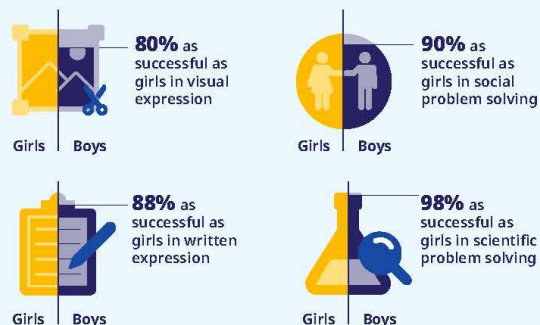 80% as
successful as
girls in visual
expression
Girls Boys
90% as
successful as
girls in social
problem solving
Girls Boys
88% as
successful as
girls in written
expression
Girls Boys
98% as
successful as
girls in scientific
problem solving
Girls Boys